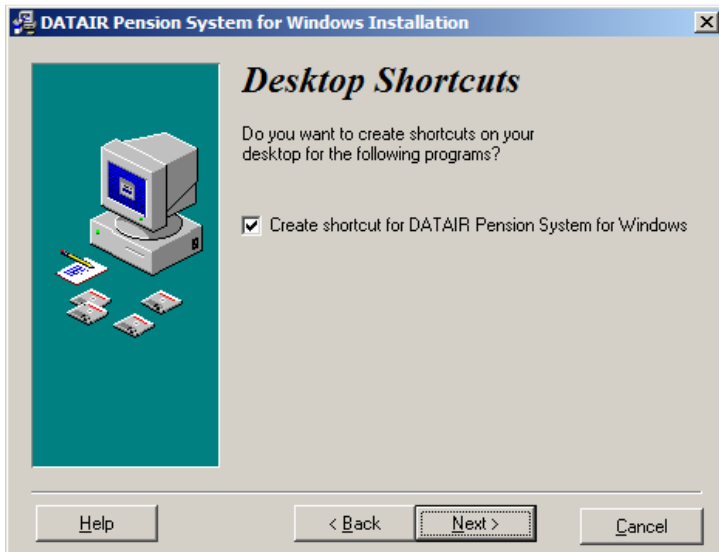 DATAIR Pension System for Windows Installation
Desktop Shortcuts
Do you want to create shortcuts on your
desktop for the following programs?
Create shortcut for DATAIR Pension System for Windows
Help
< Back
Next >
Cancel